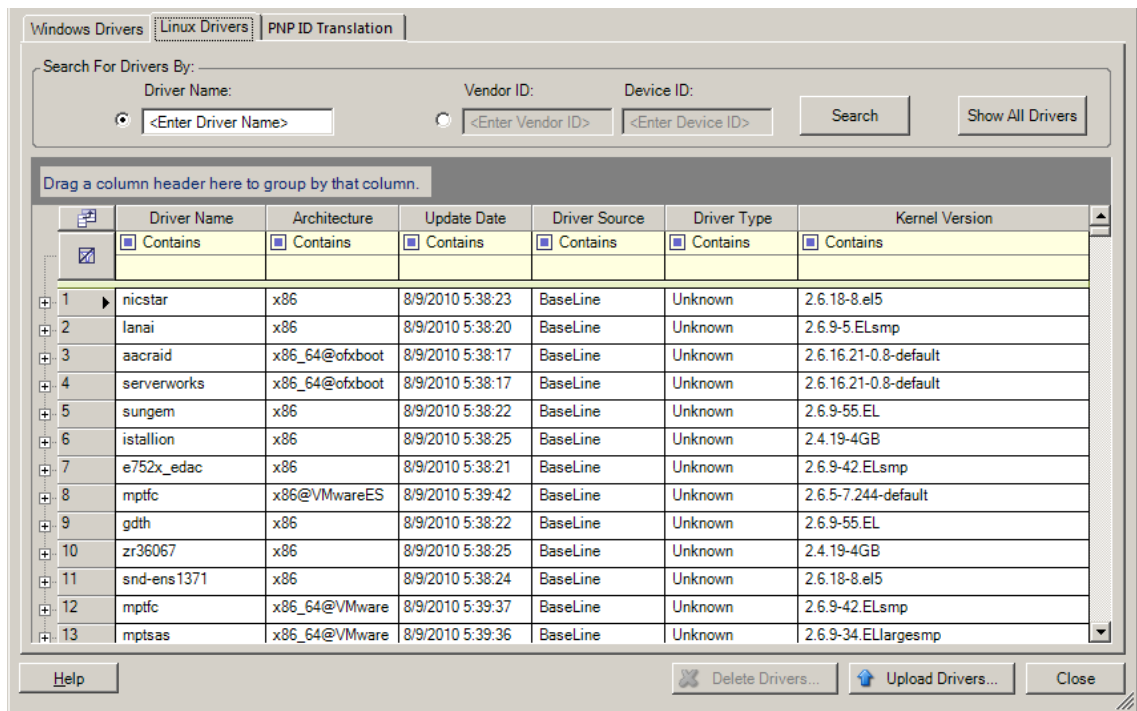 Windows Drivers Linux Drivers PNP ID Translation
Search For Drivers By:
Driver Name: Vendor ID: Device ID:
<Enter Driver Name> <Enter Vendor ID> <Enter Device ID> Search Show All Drivers
Drag a column header here to group by that column.
Driver Name Architecture Update Date Driver Source Driver Type Kernel Version
Contains Contains Contains Contains Contains Contains
1 nicstar x86 8/9/2010 5:38:23 BaseLine Unknown 2.6.18-8.el5
2 lanai x86 8/9/2010 5:38:20 BaseLine Unknown 2.6.9-5.ELsmp
3 aacraid x86_64@ofxboot 8/9/2010 5:38:17 BaseLine Unknown 2.6.16.21-0.8-default
4 serverworks x86_64@ofxboot 8/9/2010 5:38:17 BaseLine Unknown 2.6.16.21-0.8-default
5 sungem x86 8/9/2010 5:38:22 BaseLine Unknown 2.6.9-55.EL
6 istallion x86 8/9/2010 5:38:25 BaseLine Unknown 2.4.19-4GB
7 e752x_edac x86 8/9/2010 5:38:21 BaseLine Unknown 2.6.9-42.ELsmp
8 mptfc x86@VMwareES 8/9/2010 5:39:42 BaseLine Unknown 2.6.5-7.244-default
9 gdth x86 8/9/2010 5:38:22 BaseLine Unknown 2.6.9-55.EL
10 zr36067 x86 8/9/2010 5:38:25 BaseLine Unknown 2.4.19-4GB
11 snd-ens1371 x86 8/9/2010 5:38:24 BaseLine Unknown 2.6.18-8.el5
12 mptfc x86_64@VMware 8/9/2010 5:39:37 BaseLine Unknown 2.6.9-42.ELsmp
13 mptsas x86_64@VMware 8/9/2010 5:39:36 BaseLine Unknown 2.6.9-34.ELlargesmp
Help Delete Drivers... Upload Drivers... Close